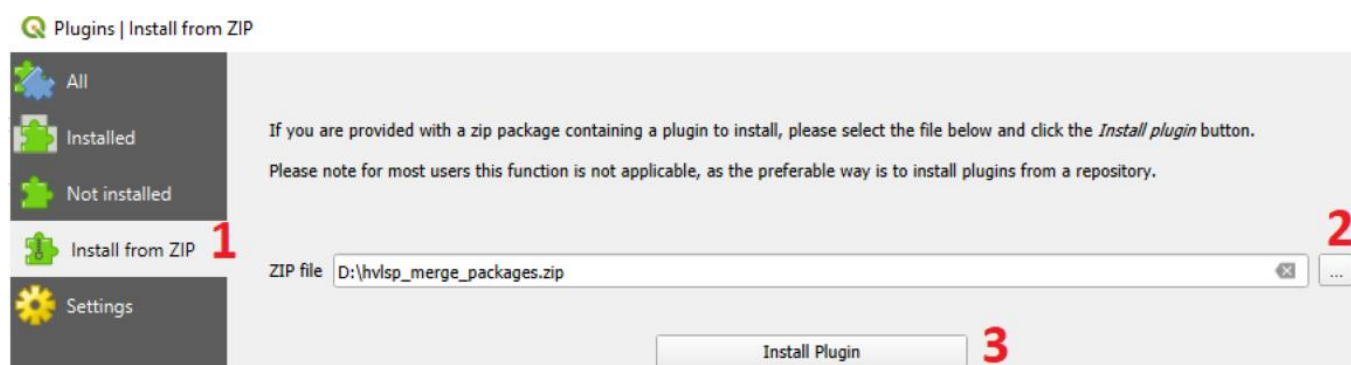 Plugins | Install from ZIP
All
Installed
Not installed
Install from ZIP 1
Settings
If you are provided with a zip package containing a plugin to install, please select the file below and click the Install plugin button.
Please note for most users this function is not applicable, as the preferable way is to install plugins from a repository.
2
ZIP file D:\hvlsp_merge_packages.zip ...
Install Plugin 3